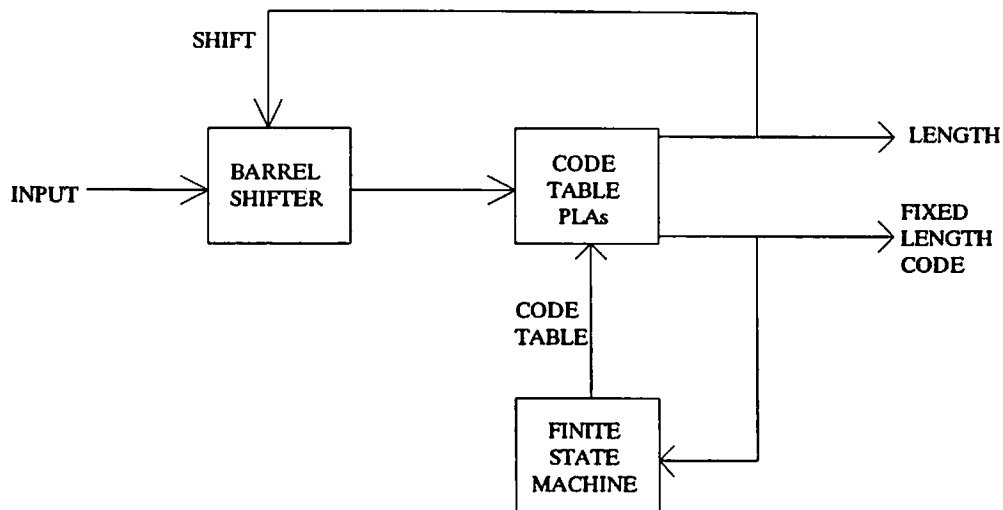 SHIFT
INPUT
BARREL
SHIFTER
CODE
TABLE
PLAs
LENGTH
FIXED
LENGTH
CODE
CODE
TABLE
FINITE
STATE
MACHINE